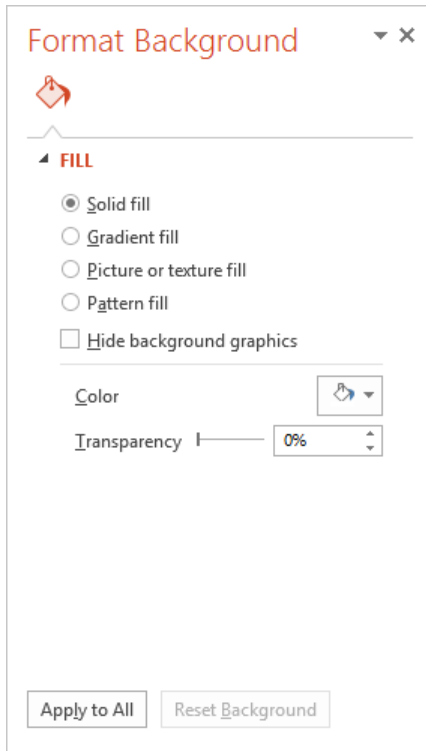 Format Background
FILL
Solid fill
Gradient fill
Picture or texture fill
Pattern fill
Hide background graphics
Color
Transparency 0%
Apply to All Reset Background